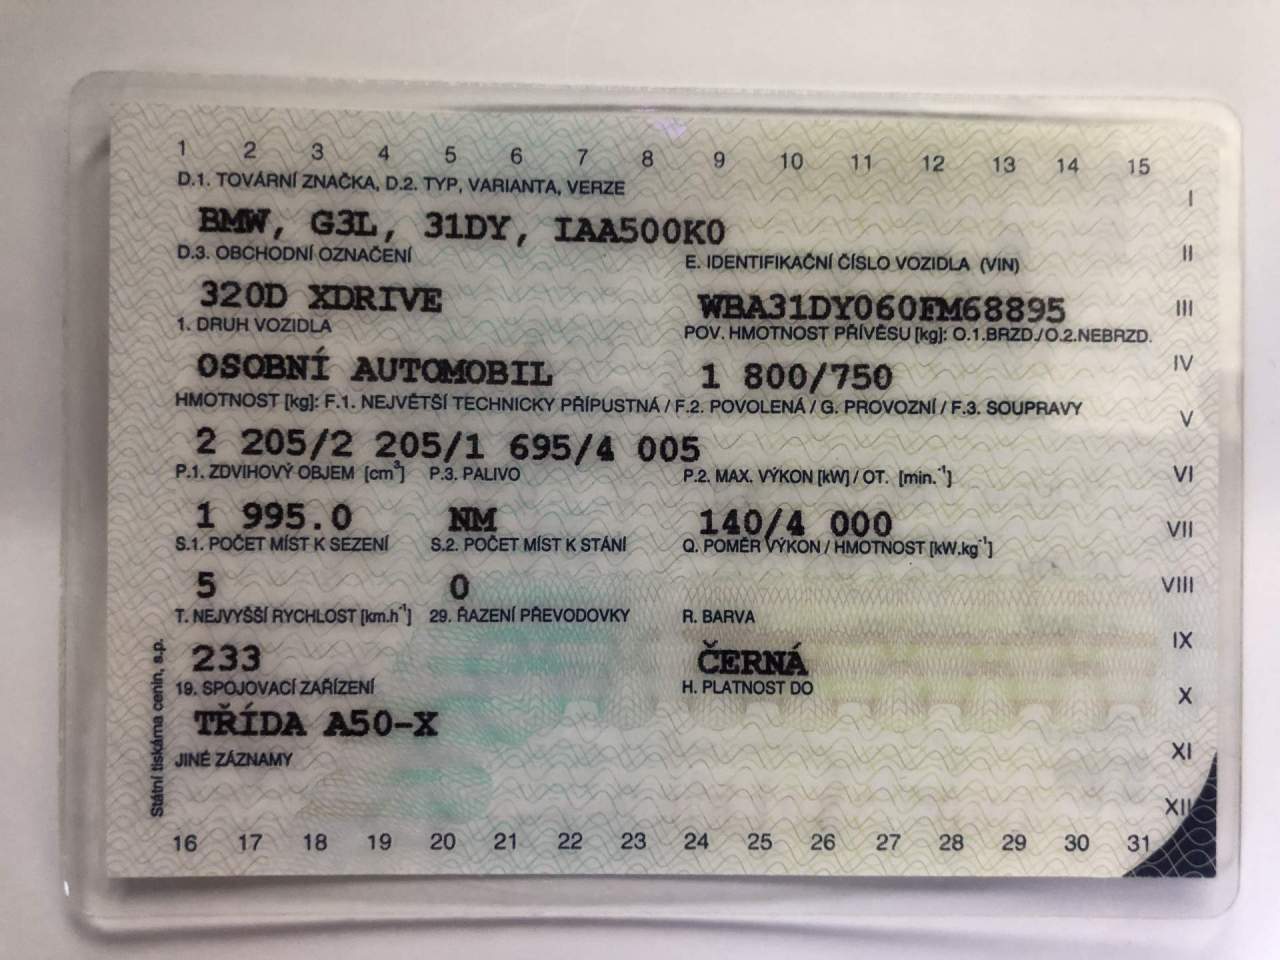 1 2 3 4 5 6 7 8 9 10 11 12 13 14 15
D.1. TOVÁRNÍ ZNAČKA, D.2. TYP, VARIANTA, VERZE
I
BMW, G3L, 31DY, IAA500K0
D.3. OBCHODNÍ OZNAČENÍ E. IDENTIFIKAČNÍ ČÍSLO VOZIDLA (VIN)
II
320D XDRIVE WBA31DY060FM68895
III
1. DRUH VOZIDLA POV. HMOTNOST PŘÍVĚSU [kg]: O.1.BRZD./O.2.NEBRZD.
IV
OSOBNÍ AUTOMOBIL 1 800/750
HMOTNOST [kg]: F.1. NEJVĚTŠÍ TECHNICKY PŘÍPUSTNÁ / F.2. POVOLENÁ / G. PROVOZNÍ / F.3. SOUPRAVY
V
2 205/2 205/1 695/4 005
P.1. ZDVIHOVÝ OBJEM [cm³] P.3. PALIVO P.2. MAX. VÝKON [kW] / OT. [min.⁻¹]
VI
1 995.0 NM 140/4 000
VII
S.1. POČET MÍST K SEZENÍ S.2. POČET MÍST K STÁNÍ Q. POMĚR VÝKON / HMOTNOST [kW.kg⁻¹]
5 0
VIII
T. NEJVYŠŠÍ RYCHLOST [km.h⁻¹] 29. ŘAZENÍ PŘEVODOVKY R. BARVA
IX
233 ČERNÁ
19. SPOJOVACÍ ZAŘÍZENÍ H. PLATNOST DO
X
TŘÍDA A50-X
JINÉ ZÁZNAMY
XI
XII
Státní tiskárna cenin, s.p.
16 17 18 19 20 21 22 23 24 25 26 27 28 29 30 31